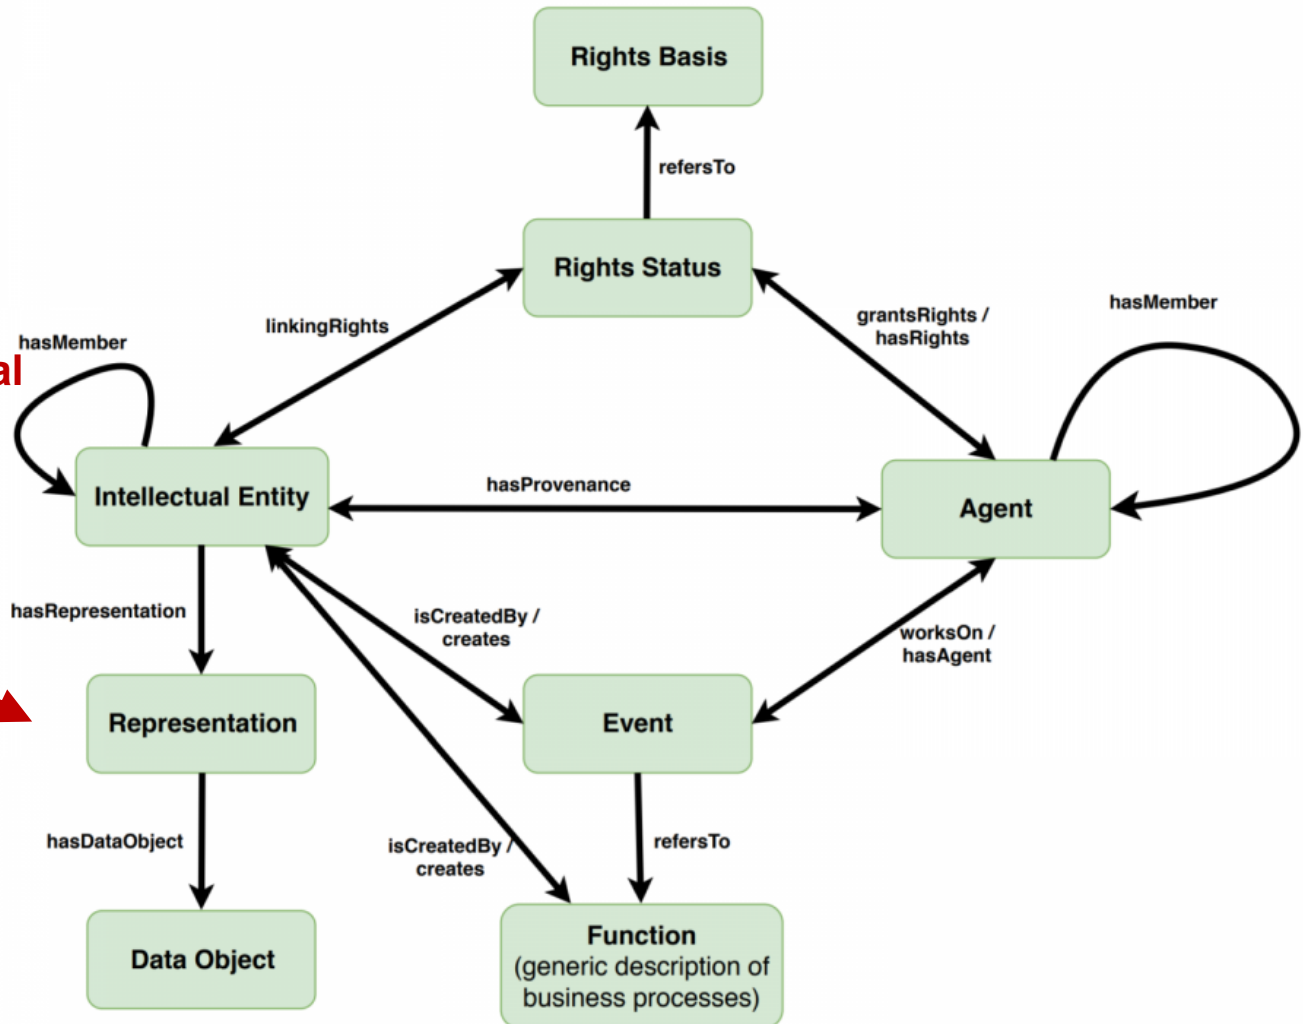 Rights Basis
refersTo
Rights Status
hasMember
grantsRights /
hasRights
linkingRights
hasMember
al
hasProvenance
Intellectual Entity
Agent
hasRepresentation
isCreatedBy /
creates
worksOn /
hasAgent
Representation
Event
hasDataObject
isCreatedBy /
creates
refersTo
Data Object
Function
(generic description of
business processes)